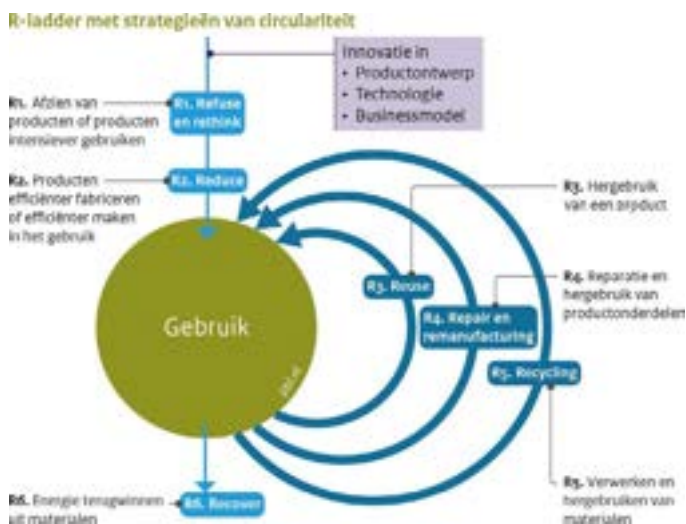 R-ladder met strategieën van circulariteit
Innovatie in
• Productontwerp
• Technologie
• Businessmodel
R1. Afzien van
producten of producten
intensiever gebruiken
R1. Refuse
en rethink
R2. Producten
efficiënter fabriceren
of efficiënter maken
in het gebruik
R2. Reduce
R3. Hergebruik
van een product
R3. Reuse
R4. Reparatie en
hergebruik van
productonderdelen
R4. Repair en
remanufacturing
Gebruik
R5. Recycling
pbl.nl
R5. Verwerken en
hergebruiken van
materialen
R6. Energie terugwinnen
uit materialen
R6. Recover